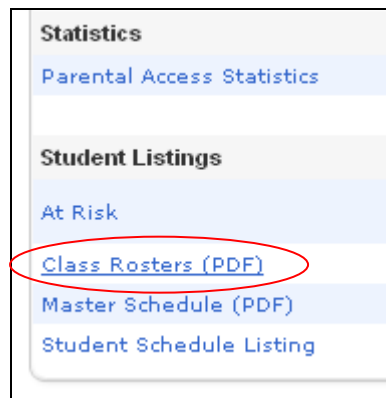 Statistics
Parental Access Statistics
Student Listings
At Risk
Class Rosters (PDF)
Master Schedule (PDF)
Student Schedule Listing